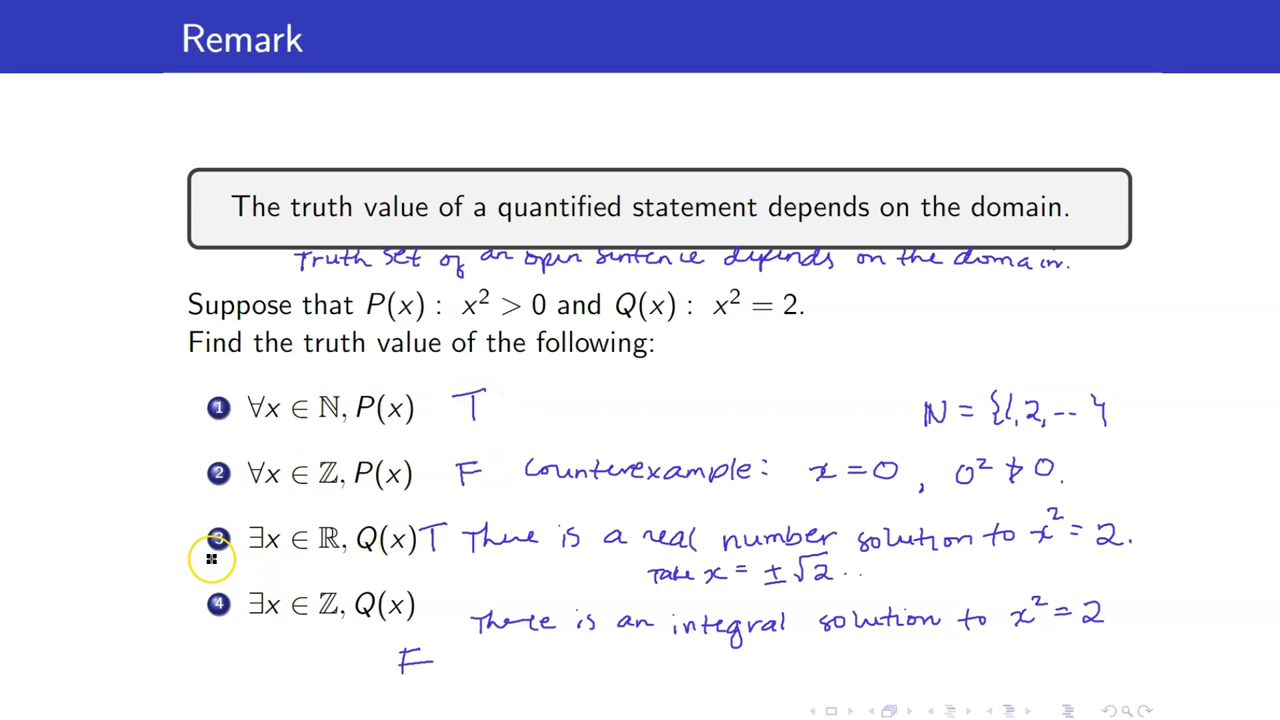 Remark
The truth value of a quantified statement depends on the domain.
Truth set of an open sentence depends on the domain.
Suppose that P(x) : x² > 0 and Q(x) : x² = 2.
Find the truth value of the following:
1 ∀x ∈ ℕ, P(x) T ℕ = {1, 2, -- }
2 ∀x ∈ ℤ, P(x) F Counterexample: x = 0, 0² ≯ 0.
3 ∃x ∈ ℝ, Q(x) T There is a real number solution to x² = 2.
Take x = ± √2 . .
4 ∃x ∈ ℤ, Q(x) There is an integral solution to x² = 2
F